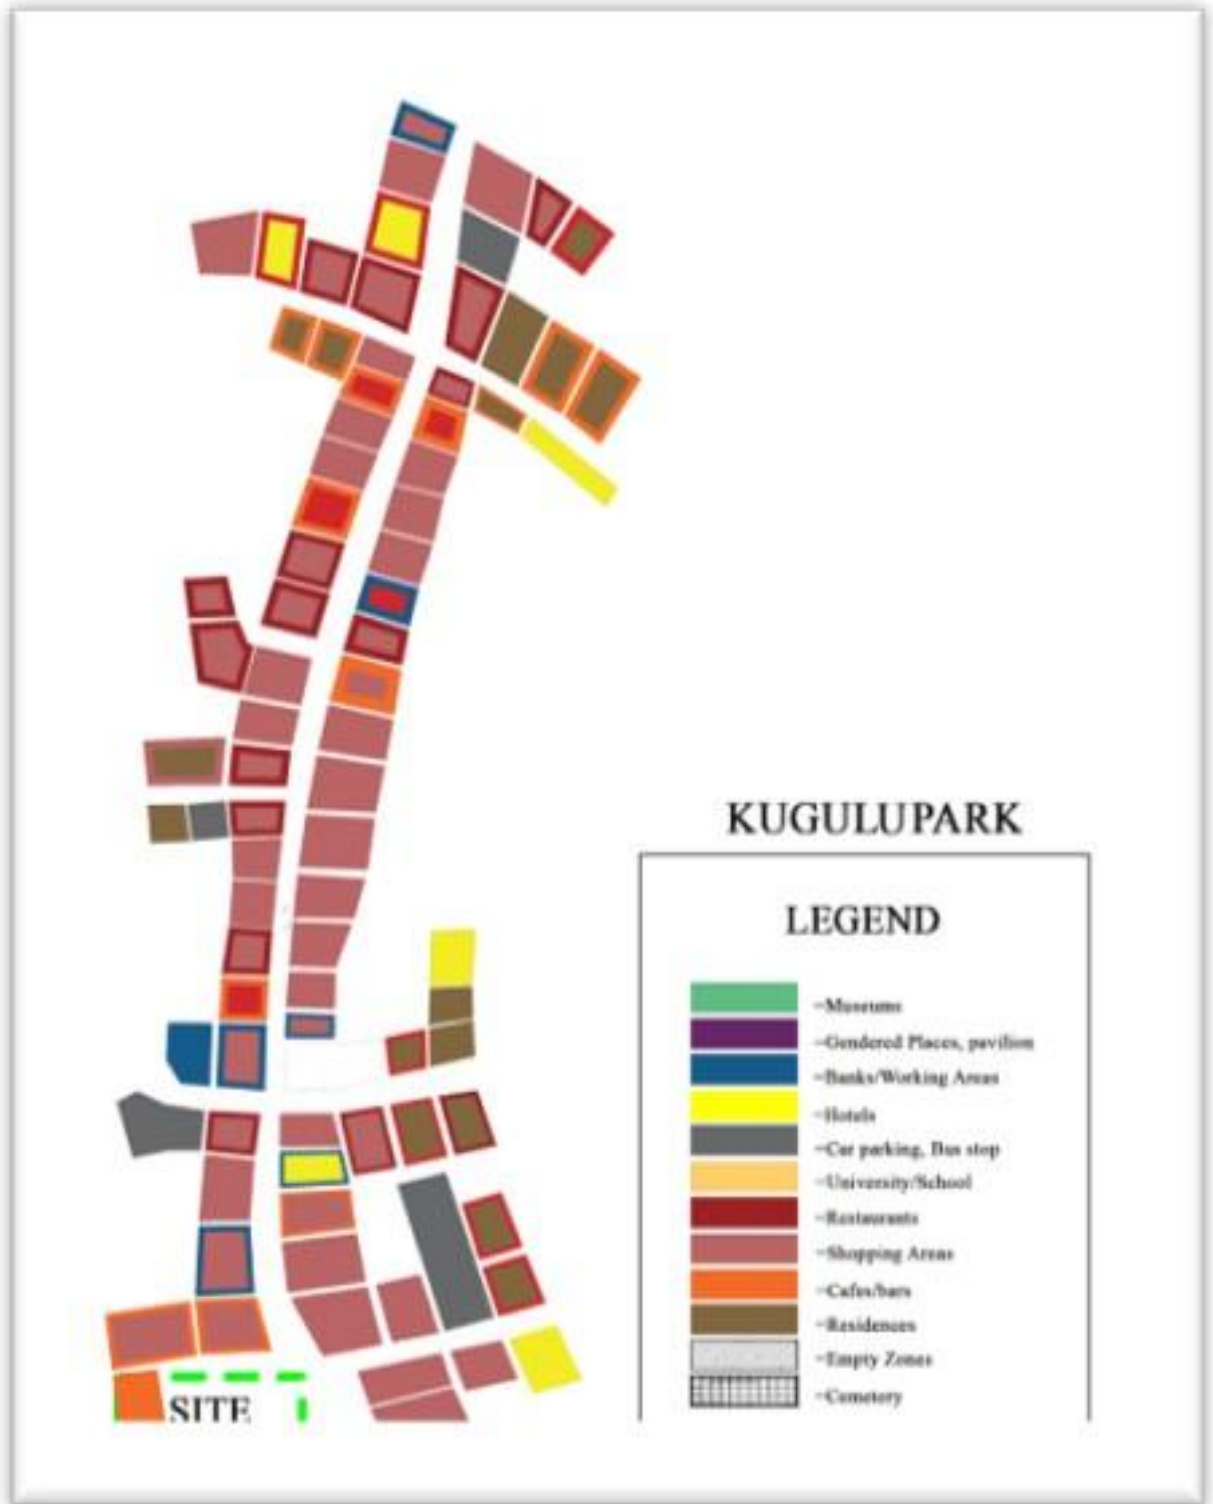 KUGULUPARK
LEGEND
-Museums
-Gendered Places, pavilion
-Banks/Working Areas
-Hotels
-Car parking, Bus stop
-University/School
-Restaurants
-Shopping Areas
-Cafes/bars
-Residences
-Empty Zones
-Cemetery
SITE